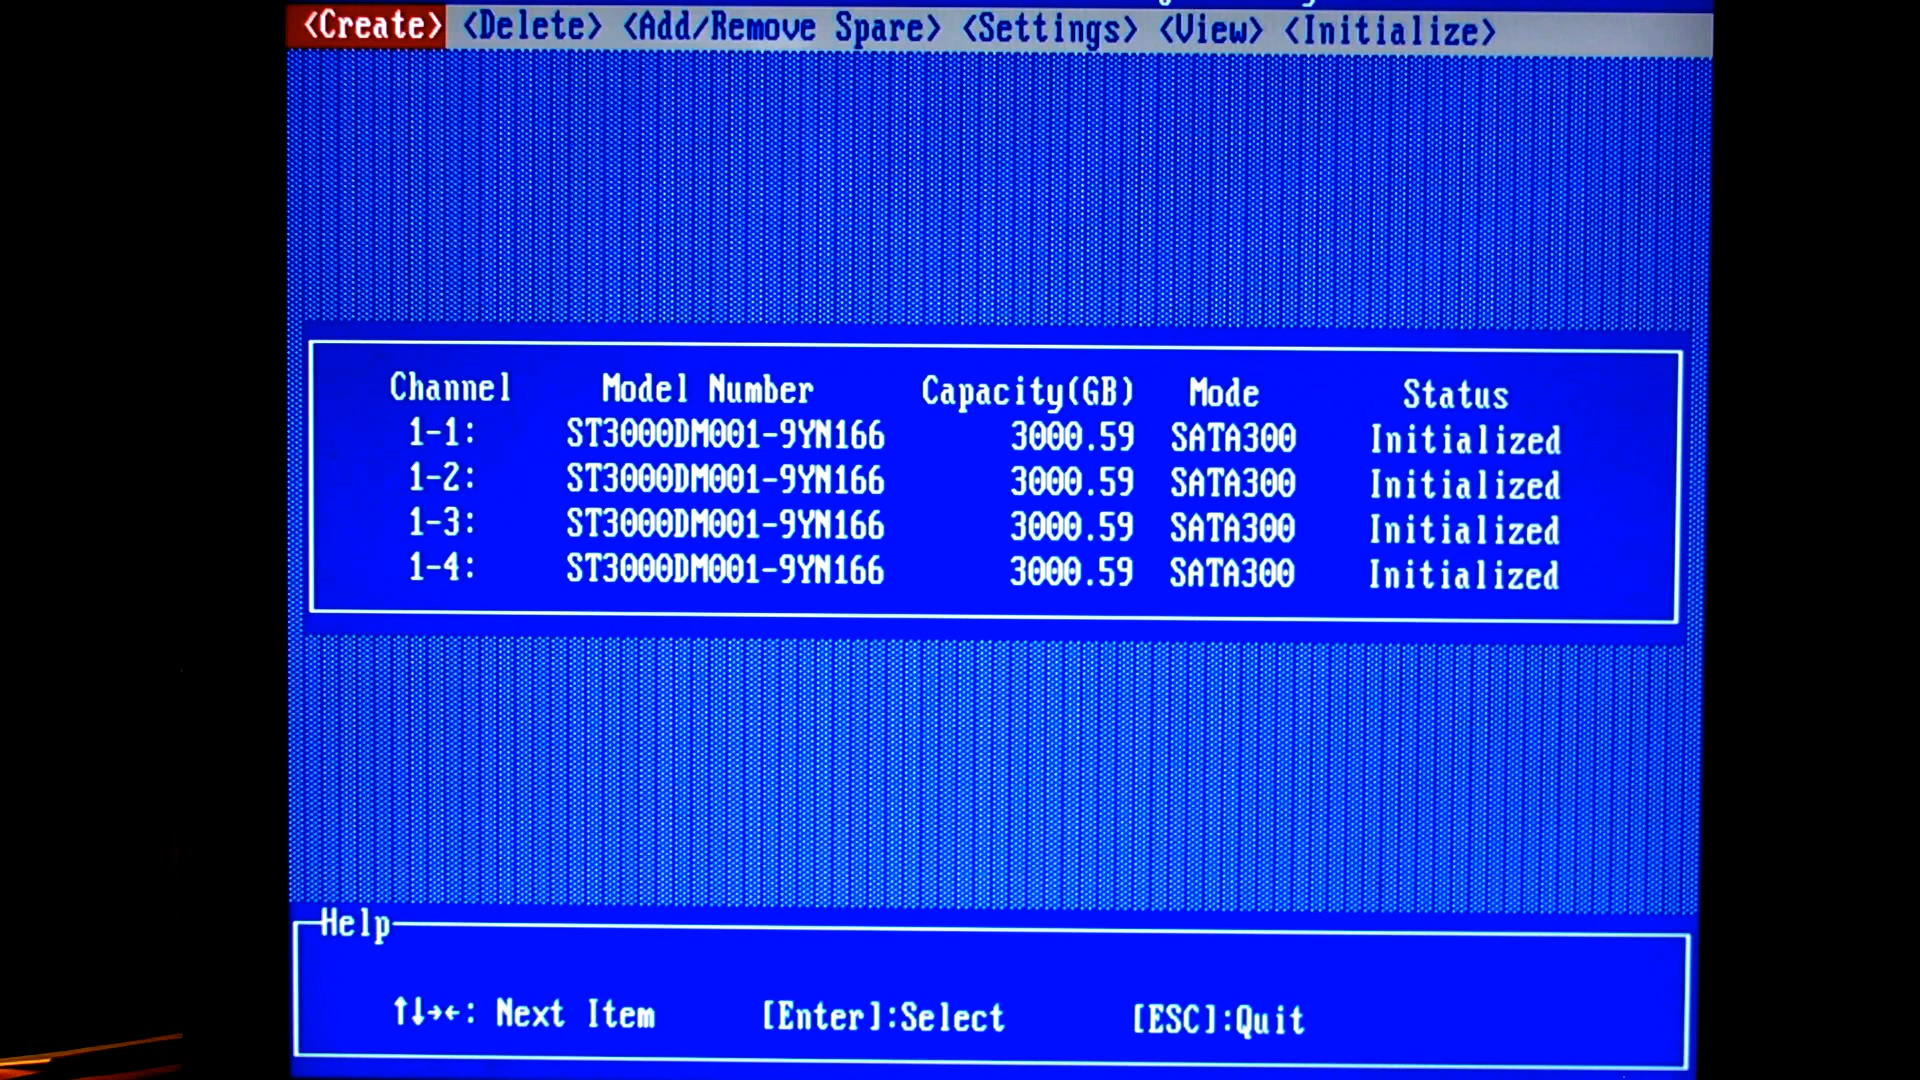 <Create> <Delete> <Add/Remove Spare> <Settings> <View> <Initialize>
Channel Model Number Capacity(GB) Mode Status
1-1: ST3000DM001-9YN166 3000.59 SATA300 Initialized
1-2: ST3000DM001-9YN166 3000.59 SATA300 Initialized
1-3: ST3000DM001-9YN166 3000.59 SATA300 Initialized
1-4: ST3000DM001-9YN166 3000.59 SATA300 Initialized
Help
↑↓→←: Next Item [Enter]:Select [ESC]:Quit